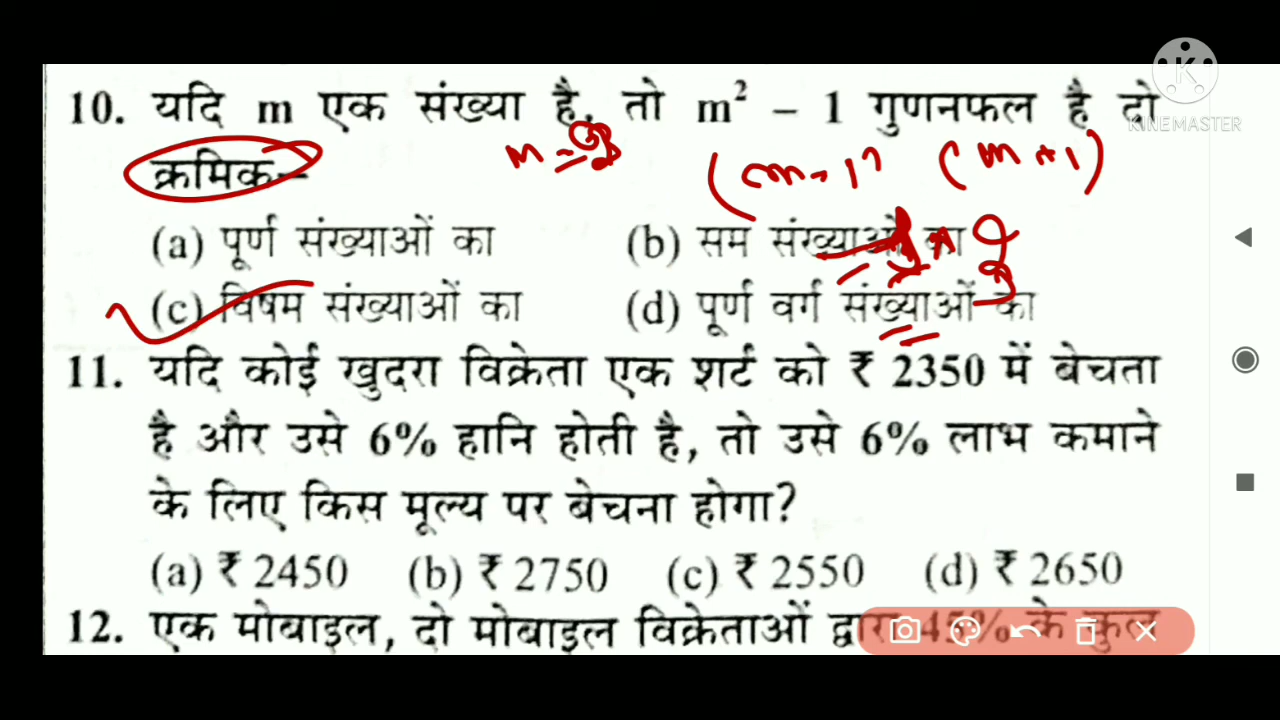 KINEMASTER
10. यदि m एक संख्या है, तो m² – 1 गुणनफल है दो
क्रमिक–
m =
(m - 1) (m + 1)
(a) पूर्ण संख्याओं का (b) सम संख्याओं का
(c) विषम संख्याओं का (d) पूर्ण वर्ग संख्याओं का
11. यदि कोई खुदरा विक्रेता एक शर्ट को ₹ 2350 में बेचता
है और उसे 6% हानि होती है, तो उसे 6% लाभ कमाने
के लिए किस मूल्य पर बेचना होगा?
(a) ₹ 2450 (b) ₹ 2750 (c) ₹ 2550 (d) ₹ 2650
12. एक मोबाइल, दो मोबाइल विक्रेताओं द्वारा 45% के कुल